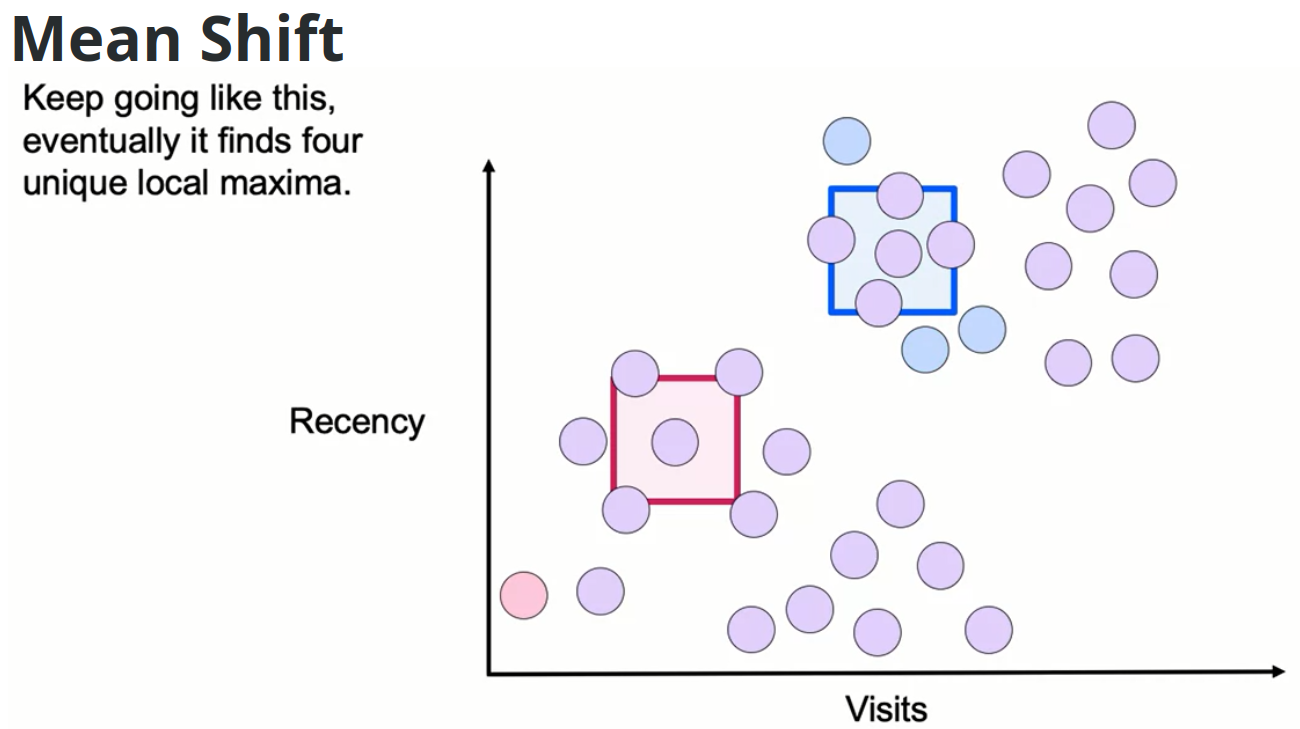 Mean Shift
Keep going like this,
eventually it finds four
unique local maxima.
Recency
Visits